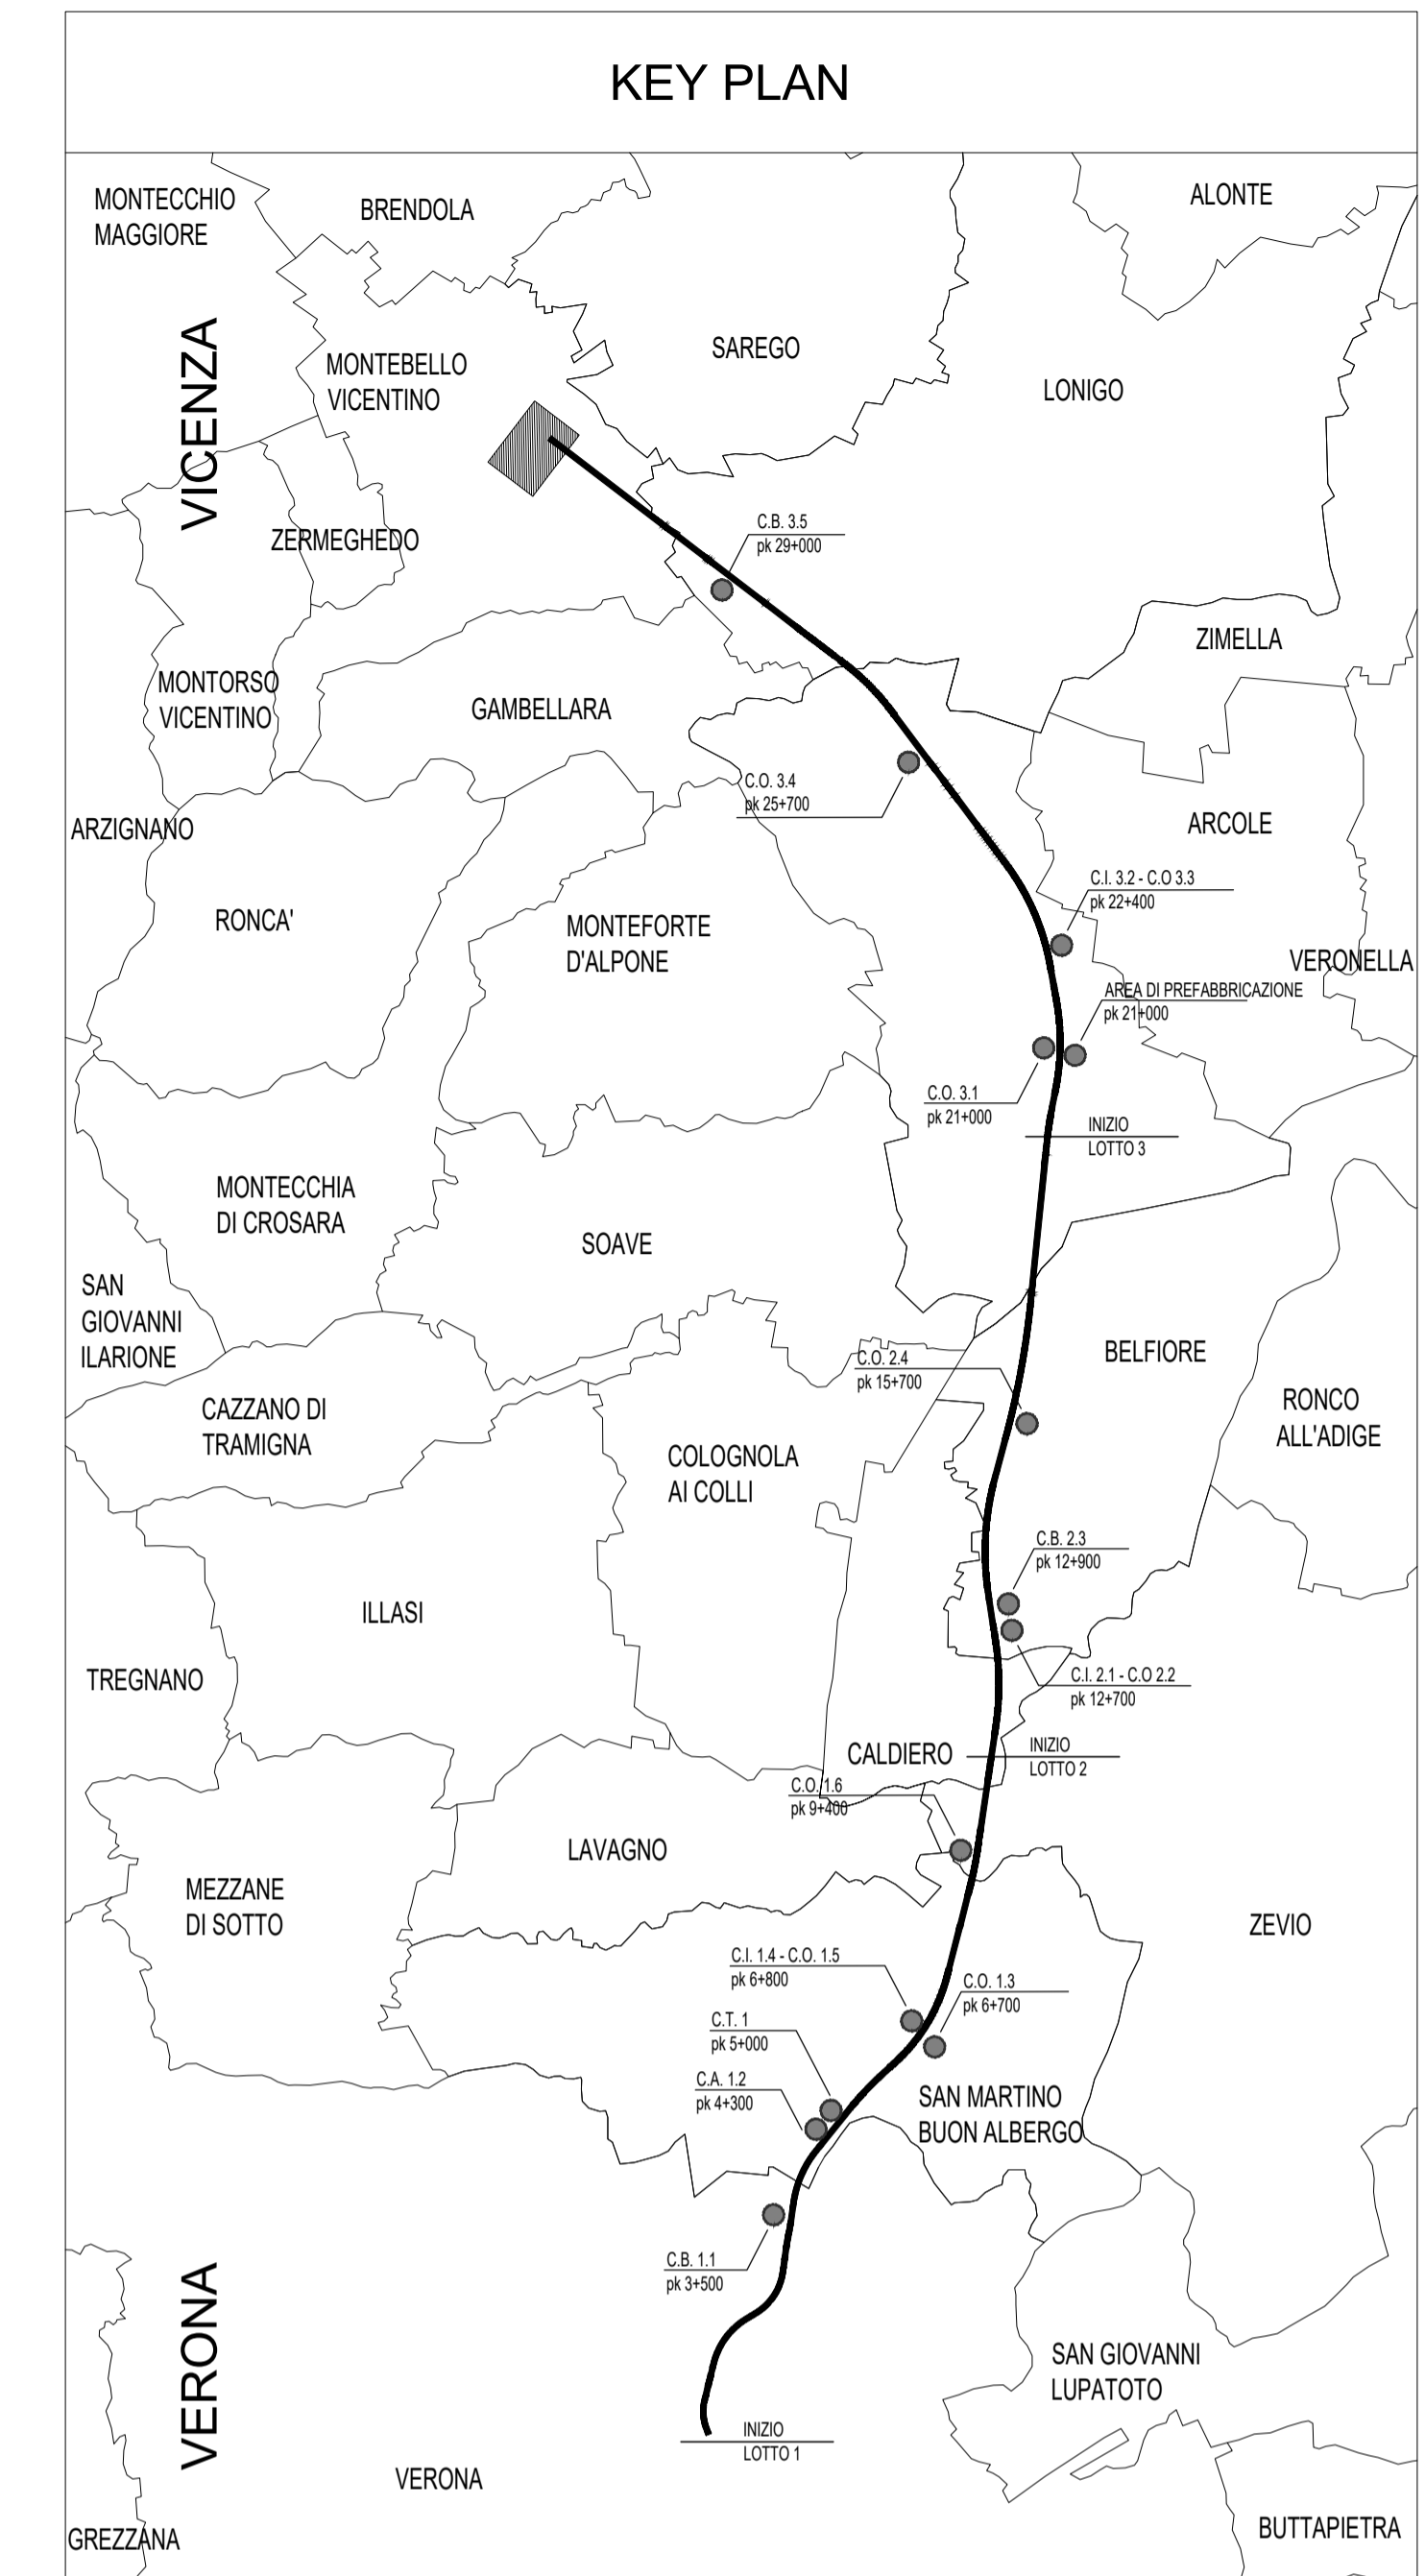 KEY PLAN
MONTECCHIO
MAGGIORE
BRENDOLA
ALONTE
VICENZA
MONTEBELLO
VICENTINO
SAREGO
LONIGO
C.B. 3.5
pk 29+000
ZERMEGHEDO
ZIMELLA
MONTORSO
VICENTINO
GAMBELLARA
C.O. 3.4
pk 25+700
ARZIGNANO
ARCOLE
C.I. 3.2 - C.O 3.3
pk 22+400
RONCA'
MONTEFORTE
D'ALPONE
VERONELLA
AREA DI PREFABBRICAZIONE
pk 21+000
C.O. 3.1
pk 21+000
INIZIO
LOTTO 3
MONTECCHIA
DI CROSARA
SOAVE
SAN
GIOVANNI
ILARIONE
BELFIORE
C.O. 2.4
pk 15+700
RONCO
ALL'ADIGE
CAZZANO DI
TRAMIGNA
COLOGNOLA
AI COLLI
C.B. 2.3
pk 12+900
ILLASI
TREGNANO
C.I. 2.1 - C.O 2.2
pk 12+700
CALDIERO
INIZIO
LOTTO 2
C.O. 1.6
pk 9+400
LAVAGNO
MEZZANE
DI SOTTO
ZEVIO
C.I. 1.4 - C.O. 1.5
pk 6+800
C.O. 1.3
pk 6+700
C.T. 1
pk 5+000
C.A. 1.2
pk 4+300
SAN MARTINO
BUON ALBERGO
C.B. 1.1
pk 3+500
VERONA
SAN GIOVANNI
LUPATOTO
INIZIO
LOTTO 1
VERONA
GREZZANA
BUTTAPIETRA